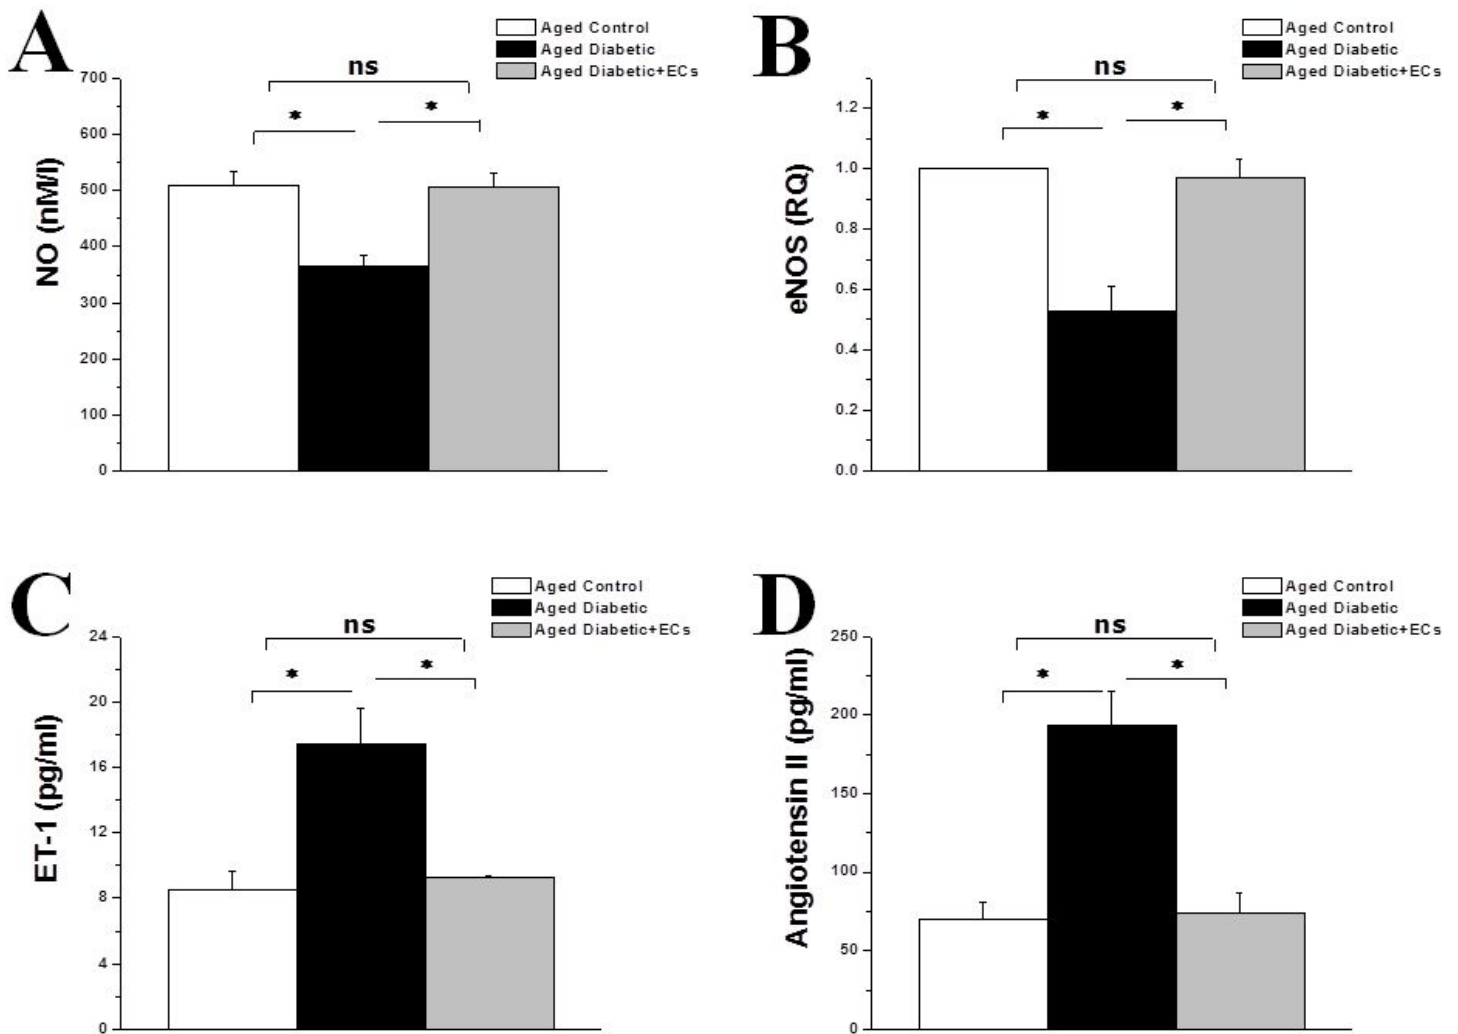 A
Aged Control
Aged Diabetic
Aged Diabetic+ECs
ns
* *
NO (nM/l)
700
600
500
400
300
200
100
0
B
Aged Control
Aged Diabetic
Aged Diabetic+ECs
ns
* *
eNOS (RQ)
1.2
1.0
0.8
0.6
0.4
0.2
0.0
C
Aged Control
Aged Diabetic
Aged Diabetic+ECs
ns
* *
ET-1 (pg/ml)
24
20
16
12
8
4
0
D
Aged Control
Aged Diabetic
Aged Diabetic+ECs
ns
* *
Angiotensin II (pg/ml)
250
200
150
100
50
0